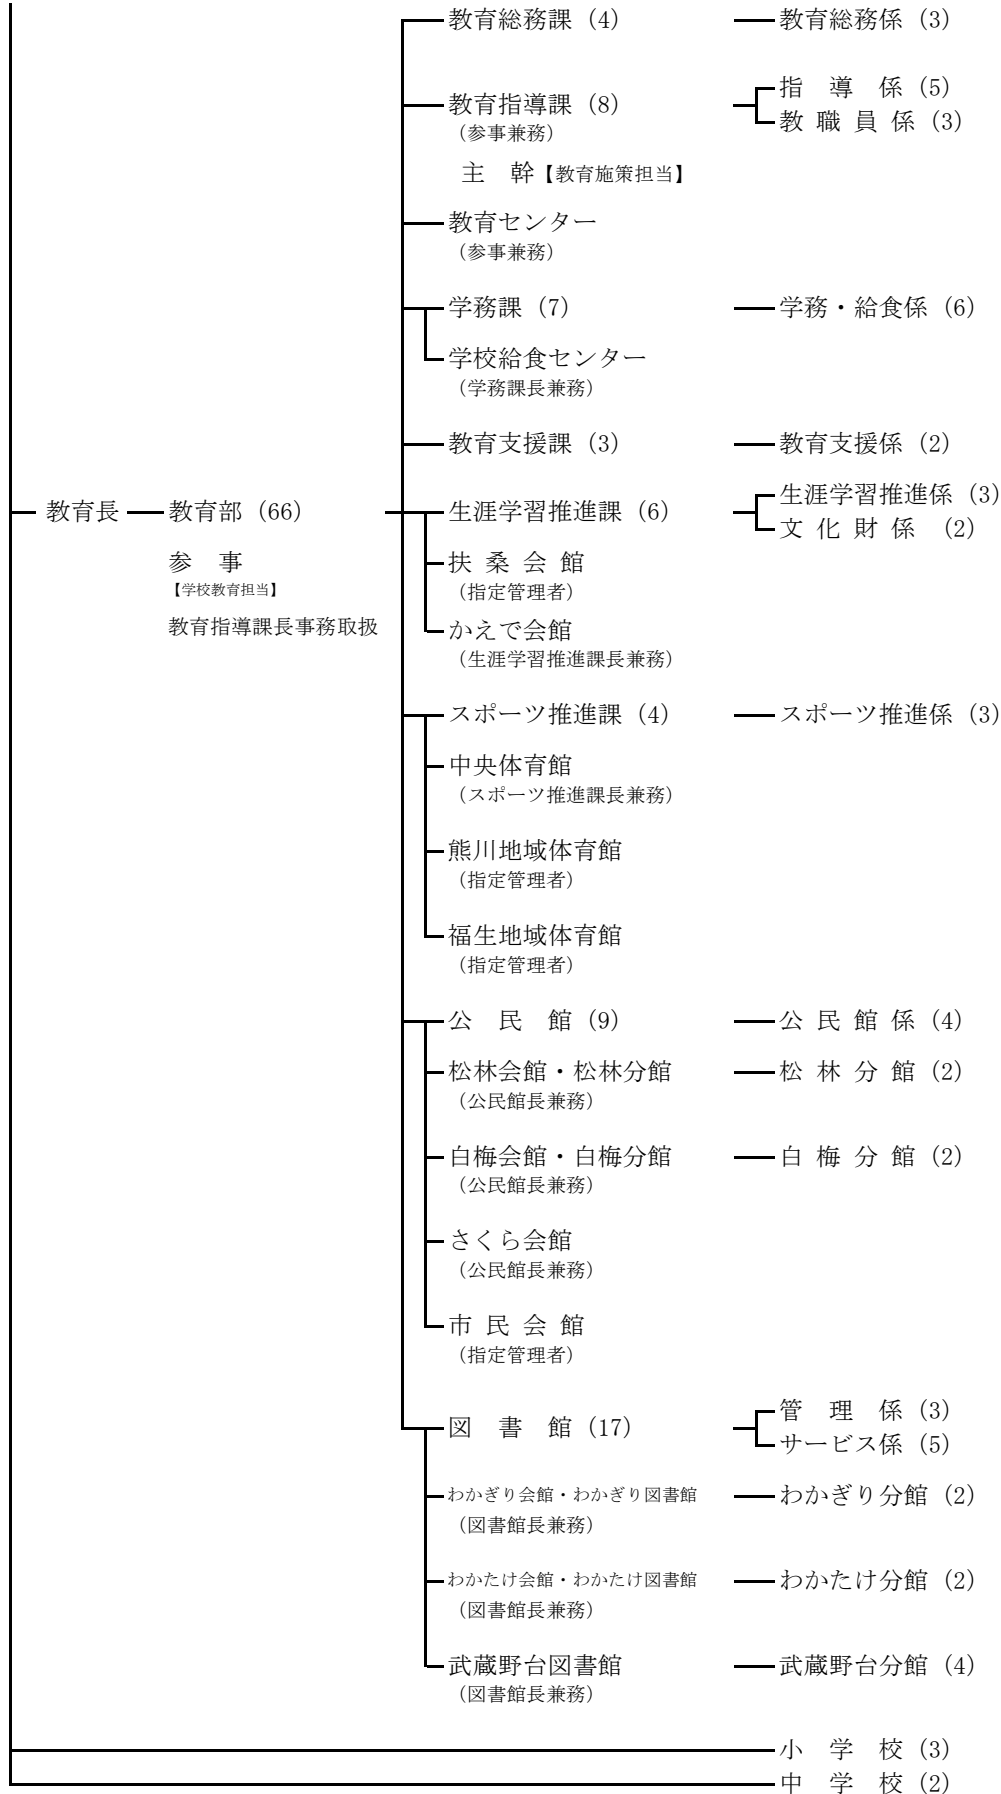 教育総務課（4） 教育総務係（3）
指　導　係（5）
教育指導課（8）
教 職 員 係（3）
（参事兼務）
主　幹【教育施策担当】
教育センター
（参事兼務）
学務課（7） 学務・給食係（6）
学校給食センター
（学務課長兼務）
教育支援課（3） 教育支援係（2）
生涯学習推進係（3）
教育長 教育部（66） 生涯学習推進課（6）
文 化 財 係 （2）
参　事 扶 桑 会 館
【学校教育担当】 （指定管理者）
教育指導課長事務取扱 かえで会館
（生涯学習推進課長兼務）
スポーツ推進課（4） スポーツ推進係（3）
中央体育館
（スポーツ推進課長兼務）
熊川地域体育館
（指定管理者）
福生地域体育館
（指定管理者）
公　民　館（9） 公 民 館 係（4）
松林会館・松林分館 松 林 分 館（2）
（公民館長兼務）
白梅会館・白梅分館 白 梅 分 館（2）
（公民館長兼務）
さくら会館
（公民館長兼務）
市 民 会 館
（指定管理者）
管　理　係（3）
図　書　館（17）
サービス係（5）
わかぎり会館・わかぎり図書館 わかぎり分館（2）
（図書館長兼務）
わかたけ会館・わかたけ図書館 わかたけ分館（2）
（図書館長兼務）
武蔵野台図書館 武蔵野台分館（4）
（図書館長兼務）
小　学　校（3）
中　学　校（2）